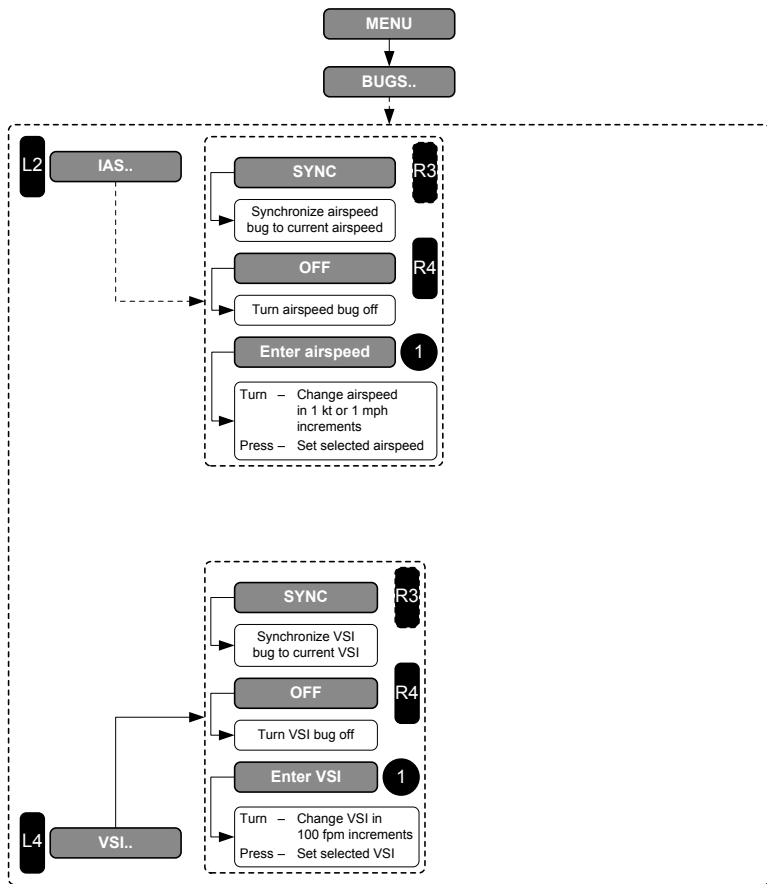 MENU
BUGS..
L2
IAS..
SYNC
R3
Synchronize airspeed
bug to current airspeed
OFF
R4
Turn airspeed bug off
Enter airspeed
1
Turn – Change airspeed
in 1 kt or 1 mph
increments
Press – Set selected airspeed
SYNC
R3
Synchronize VSI
bug to current VSI
OFF
R4
Turn VSI bug off
Enter VSI
1
Turn – Change VSI in
100 fpm increments
Press – Set selected VSI
L4
VSI..